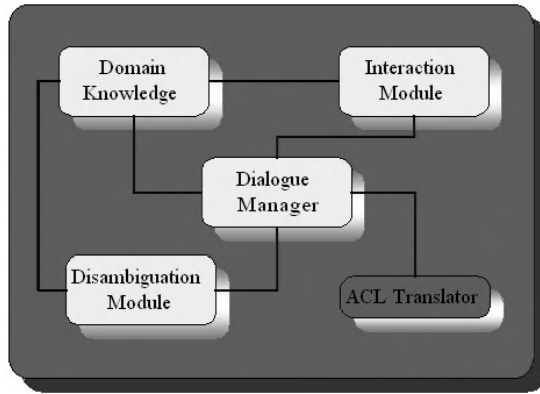 Domain
Knowledge
Interaction
Module
Dialogue
Manager
Disambiguation
Module
ACL Translator